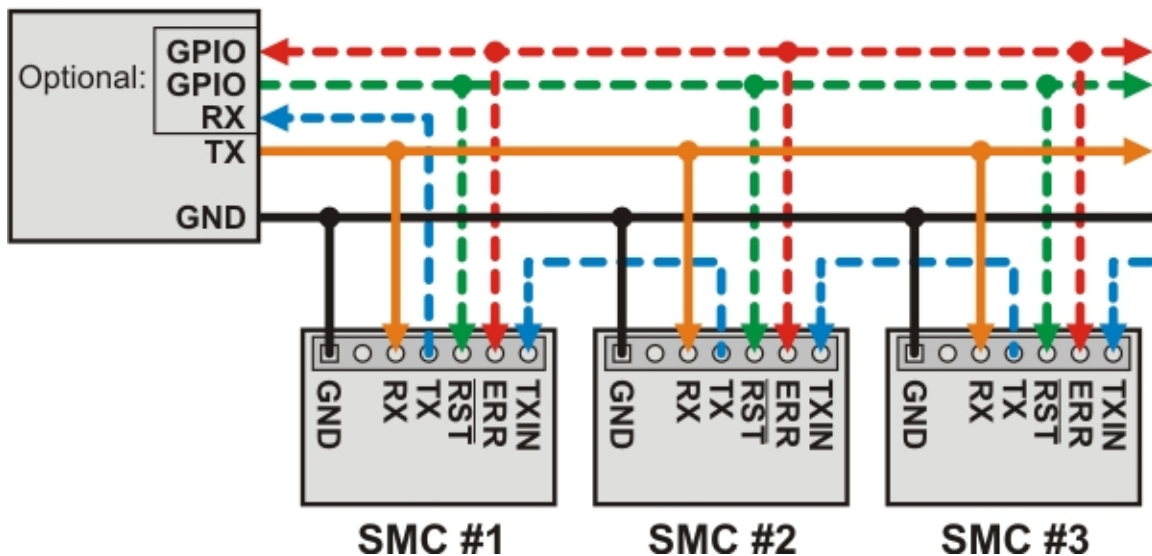 GPIO
Optional: GPIO
RX
TX
GND
GND RX TX RST ERR TXIN
GND RX TX RST ERR TXIN
GND RX TX RST ERR TXIN
SMC #1 SMC #2 SMC #3